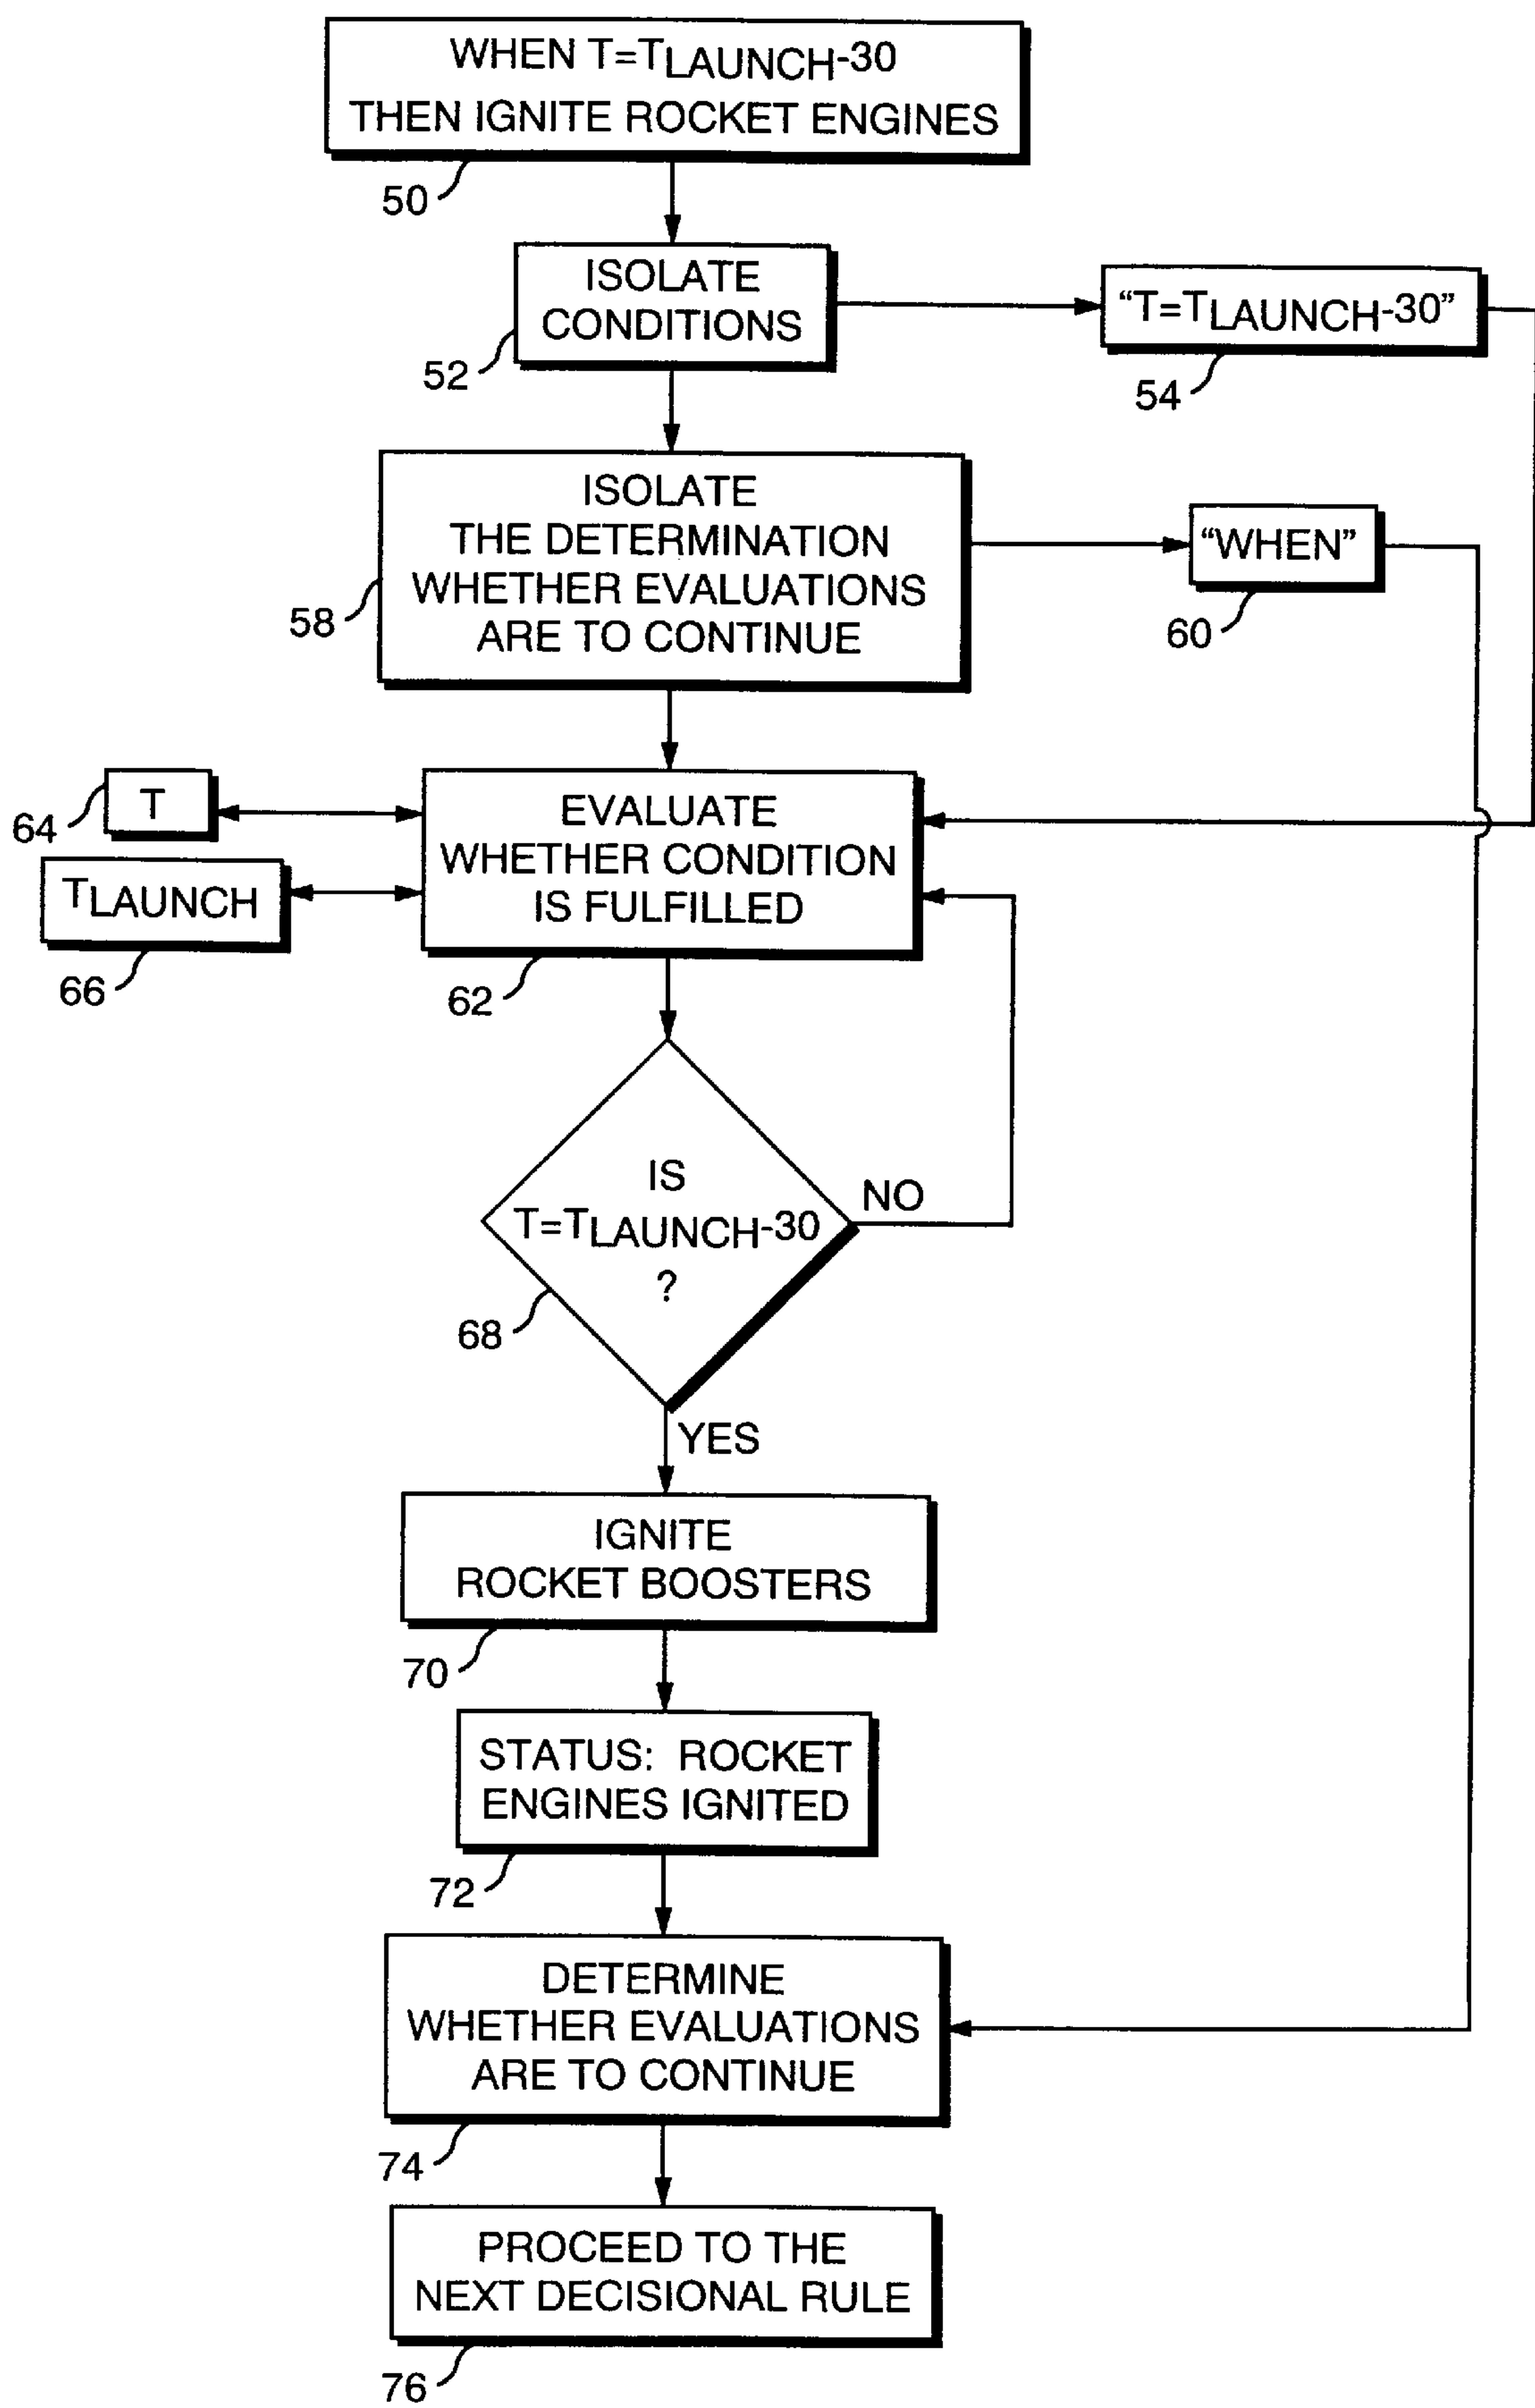 WHEN T=TLAUNCH-30
THEN IGNITE ROCKET ENGINES
50
ISOLATE
CONDITIONS
52
“T=TLAUNCH-30”
54
ISOLATE
THE DETERMINATION
WHETHER EVALUATIONS
ARE TO CONTINUE
58
“WHEN”
60
T
64
TLAUNCH
66
EVALUATE
WHETHER CONDITION
IS FULFILLED
62
IS
T=TLAUNCH-30
?
68
NO
YES
IGNITE
ROCKET BOOSTERS
70
STATUS: ROCKET
ENGINES IGNITED
72
DETERMINE
WHETHER EVALUATIONS
ARE TO CONTINUE
74
PROCEED TO THE
NEXT DECISIONAL RULE
76